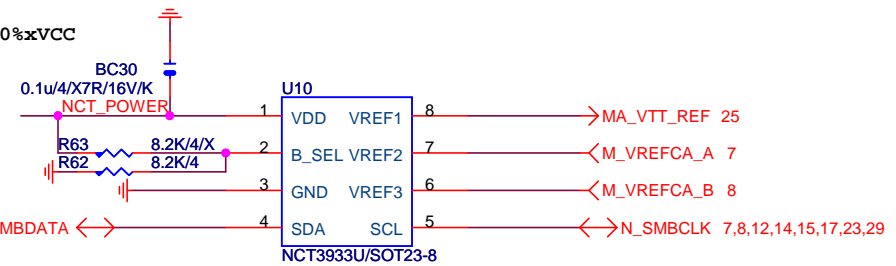 0%xVCC
BC30
0.1u/4/X7R/16V/K
NCT_POWER
U10
1 VDD VREF1 8 MA_VTT_REF 25
R63 8.2K/4/X
2 B_SEL VREF2 7 M_VREFCA_A 7
R62 8.2K/4
3 GND VREF3 6 M_VREFCA_B 8
MBDATA 4 SDA SCL 5 N_SMBCLK 7,8,12,14,15,17,23,29
NCT3933U/SOT23-8